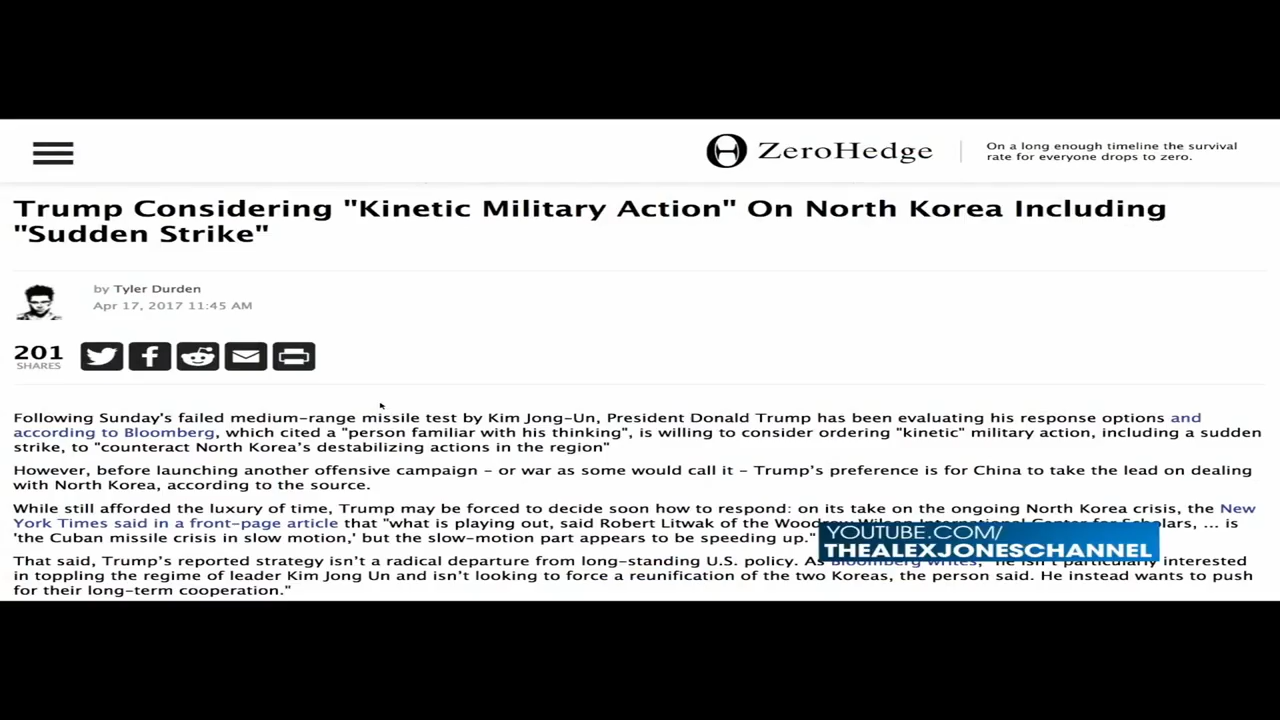 ZeroHedge
On a long enough timeline the survival
rate for everyone drops to zero.
Trump Considering "Kinetic Military Action" On North Korea Including
"Sudden Strike"
by Tyler Durden
Apr 17, 2017 11:45 AM
201
SHARES
Following Sunday's failed medium-range missile test by Kim Jong-Un, President Donald Trump has been evaluating his response options and
according to Bloomberg, which cited a "person familiar with his thinking", is willing to consider ordering "kinetic" military action, including a sudden
strike, to "counteract North Korea's destabilizing actions in the region"
However, before launching another offensive campaign – or war as some would call it – Trump's preference is for China to take the lead on dealing
with North Korea, according to the source.
While still afforded the luxury of time, Trump may be forced to decide soon how to respond: on its take on the ongoing North Korea crisis, the New
York Times said in a front-page article that "what is playing out, said Robert Litwak of the Woodrow Wilson International Center for Scholars, ... is
'the Cuban missile crisis in slow motion,' but the slow-motion part appears to be speeding up."
YOUTUBE.COM/
THEALEXJONESCHANNEL
That said, Trump's reported strategy isn't a radical departure from long-standing U.S. policy. As Bloomberg writes, "he isn't particularly interested
in toppling the regime of leader Kim Jong Un and isn't looking to force a reunification of the two Koreas, the person said. He instead wants to push
for their long-term cooperation."